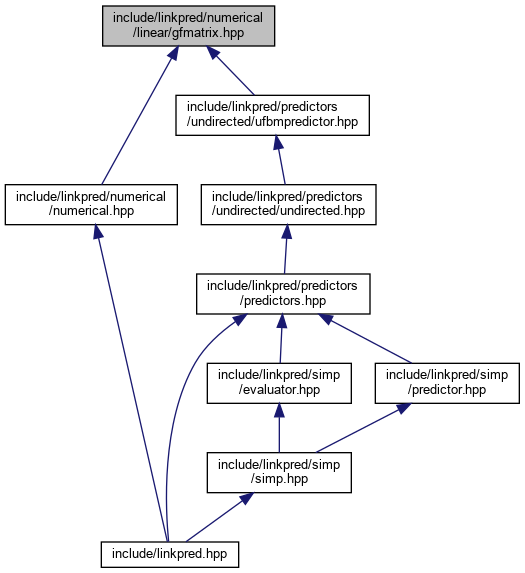 include/linkpred/numerical
/linear/gfmatrix.hpp
include/linkpred/predictors
/undirected/ufbmpredictor.hpp
include/linkpred/numerical
/numerical.hpp
include/linkpred/predictors
/undirected/undirected.hpp
include/linkpred/predictors
/predictors.hpp
include/linkpred/simp
/evaluator.hpp
include/linkpred/simp
/predictor.hpp
include/linkpred/simp
/simp.hpp
include/linkpred.hpp